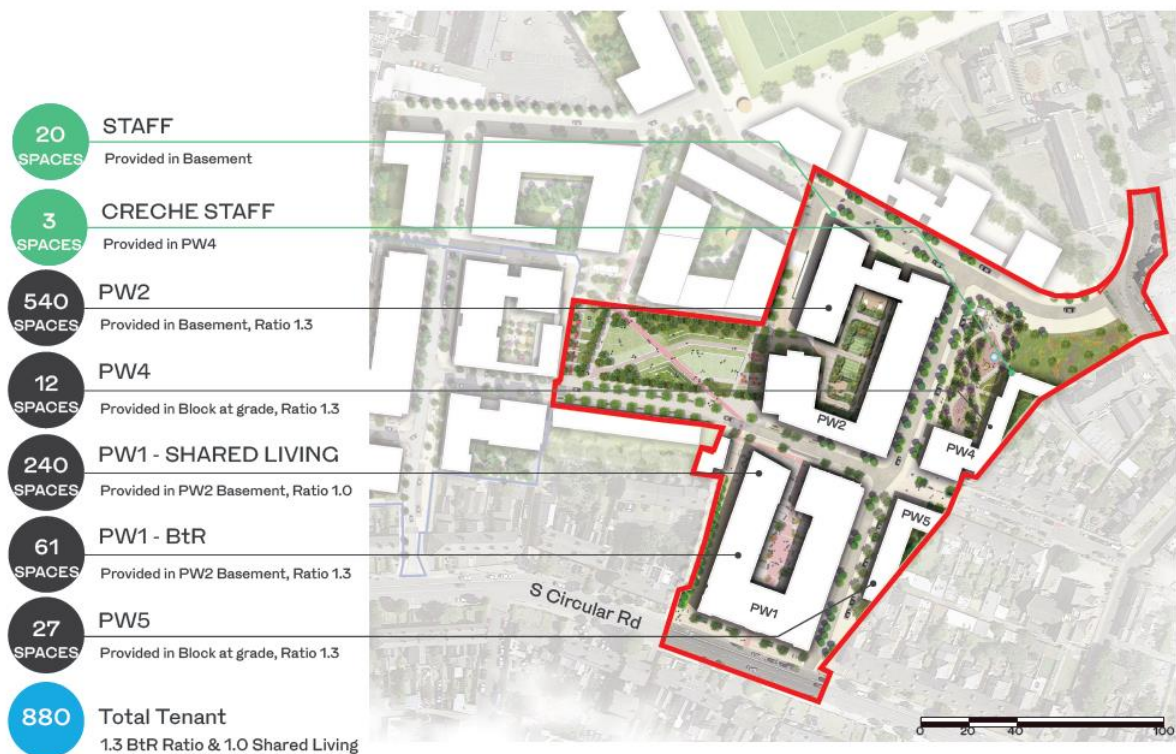 20
SPACES
STAFF
Provided in Basement
3
SPACES
CRECHE STAFF
Provided in PW4
540
SPACES
PW2
Provided in Basement, Ratio 1.3
12
SPACES
PW4
Provided in Block at grade, Ratio 1.3
240
SPACES
PW1 - SHARED LIVING
Provided in PW2 Basement, Ratio 1.0
61
SPACES
PW1 - BtR
Provided in PW2 Basement, Ratio 1.3
27
SPACES
PW5
Provided in Block at grade, Ratio 1.3
880
Total Tenant
1.3 BtR Ratio & 1.0 Shared Living
PW2
PW4
PW5
PW1
S Circular Rd
0 20 40 100